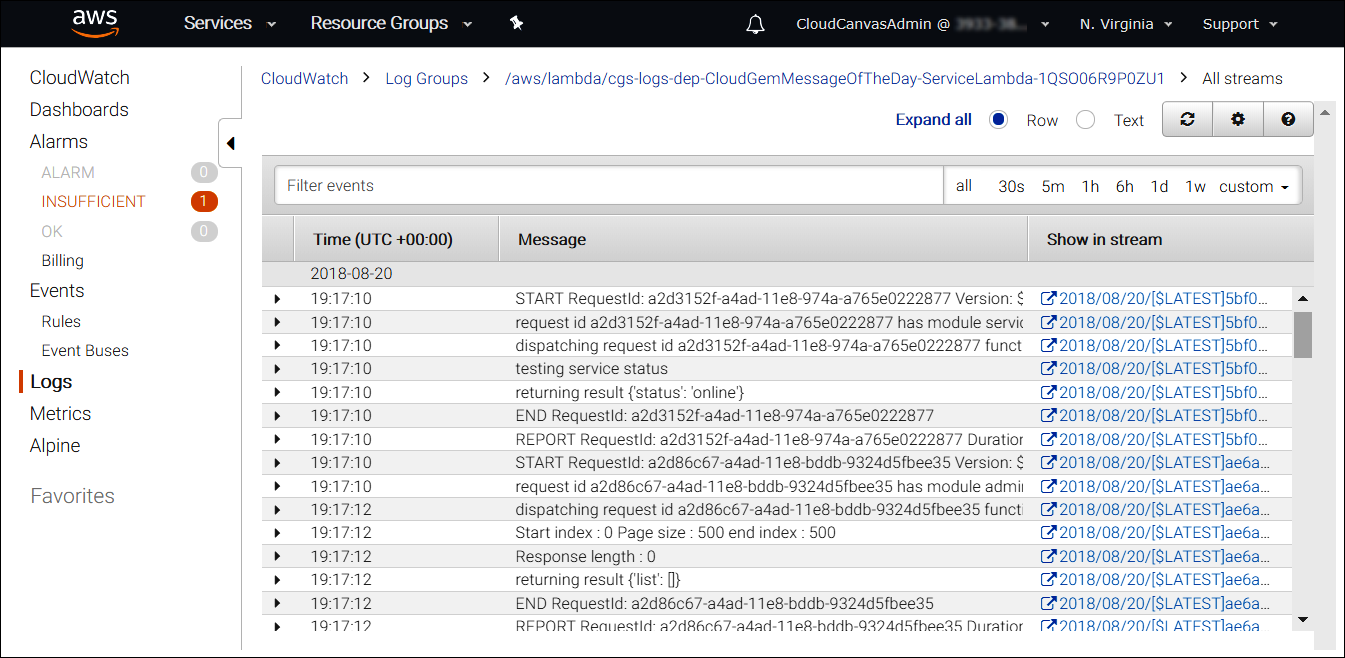 aws Services Resource Groups CloudCanvasAdmin @ N. Virginia Support
CloudWatch
Dashboards
Alarms
ALARM 0
INSUFFICIENT 1
OK 0
Billing
Events
Rules
Event Buses
Logs
Metrics
Alpine
Favorites
CloudWatch > Log Groups > /aws/lambda/cgs-logs-dep-CloudGemMessageOfTheDay-ServiceLambda-1QSO06R9P0ZU1 > All streams
Expand all Row Text
Filter events all 30s 5m 1h 6h 1d 1w custom
Time (UTC +00:00) Message Show in stream
2018-08-20
19:17:10 START RequestId: a2d3152f-a4ad-11e8-974a-a765e0222877 Version: $ 2018/08/20/[$LATEST]5bf0...
19:17:10 request id a2d3152f-a4ad-11e8-974a-a765e0222877 has module servic 2018/08/20/[$LATEST]5bf0...
19:17:10 dispatching request id a2d3152f-a4ad-11e8-974a-a765e0222877 funct 2018/08/20/[$LATEST]5bf0...
19:17:10 testing service status 2018/08/20/[$LATEST]5bf0...
19:17:10 returning result {'status': 'online'} 2018/08/20/[$LATEST]5bf0...
19:17:10 END RequestId: a2d3152f-a4ad-11e8-974a-a765e0222877 2018/08/20/[$LATEST]5bf0...
19:17:10 REPORT RequestId: a2d3152f-a4ad-11e8-974a-a765e0222877 Duration 2018/08/20/[$LATEST]5bf0...
19:17:10 START RequestId: a2d86c67-a4ad-11e8-bddb-9324d5fbee35 Version: $ 2018/08/20/[$LATEST]ae6a...
19:17:10 request id a2d86c67-a4ad-11e8-bddb-9324d5fbee35 has module admi 2018/08/20/[$LATEST]ae6a...
19:17:12 dispatching request id a2d86c67-a4ad-11e8-bddb-9324d5fbee35 functi 2018/08/20/[$LATEST]ae6a...
19:17:12 Start index : 0 Page size : 500 end index : 500 2018/08/20/[$LATEST]ae6a...
19:17:12 Response length : 0 2018/08/20/[$LATEST]ae6a...
19:17:12 returning result {'list': []} 2018/08/20/[$LATEST]ae6a...
19:17:12 END RequestId: a2d86c67-a4ad-11e8-bddb-9324d5fbee35 2018/08/20/[$LATEST]ae6a...
19:17:12 REPORT RequestId: a2d86c67-a4ad-11e8-bddb-9324d5fbee35 Duration 2018/08/20/[$LATEST]ae6a...